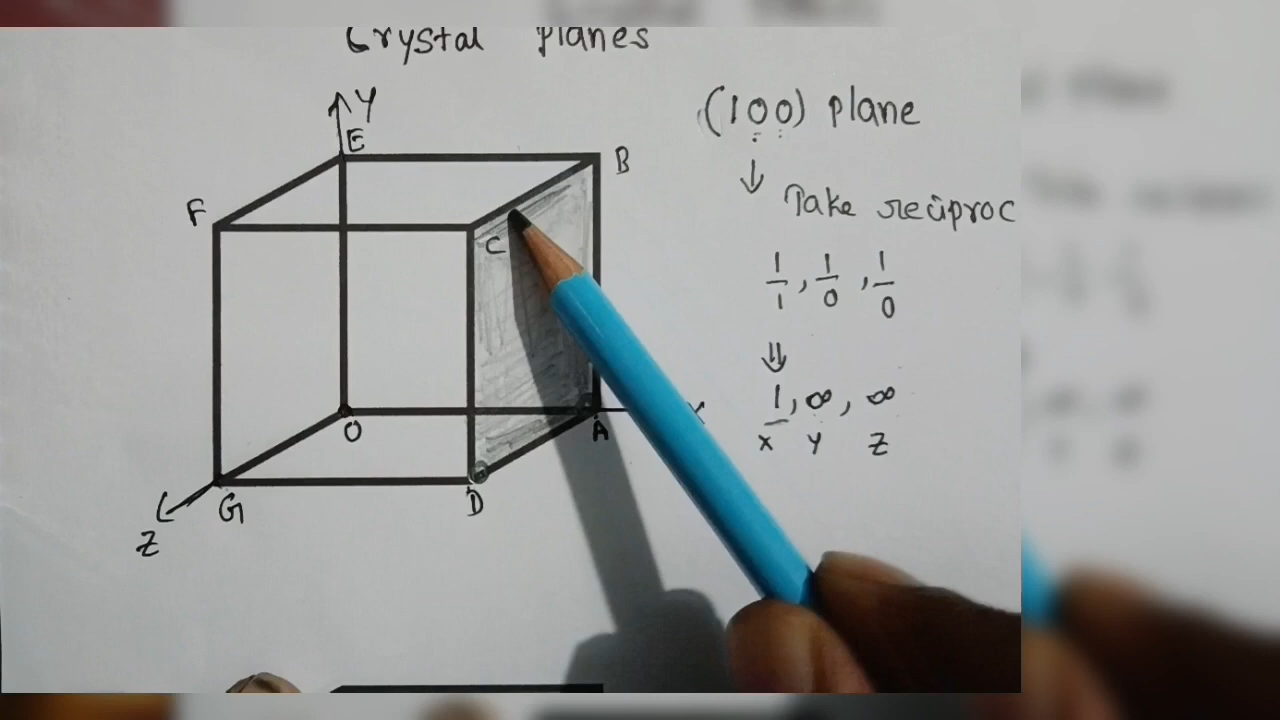 Crystal planes
Y
E
B
F
C
O
A
G
D
Z
(100) plane
↓
Take reciproc
1/1, 1/0, 1/0
⇓
1, ∞, ∞
X Y Z